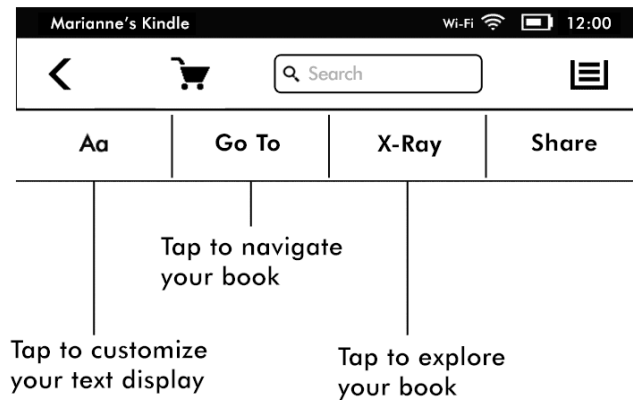 Marianne's Kindle Wi-Fi 12:00
Search
Aa Go To X-Ray Share
Tap to navigate
your book
Tap to customize
your text display
Tap to explore
your book